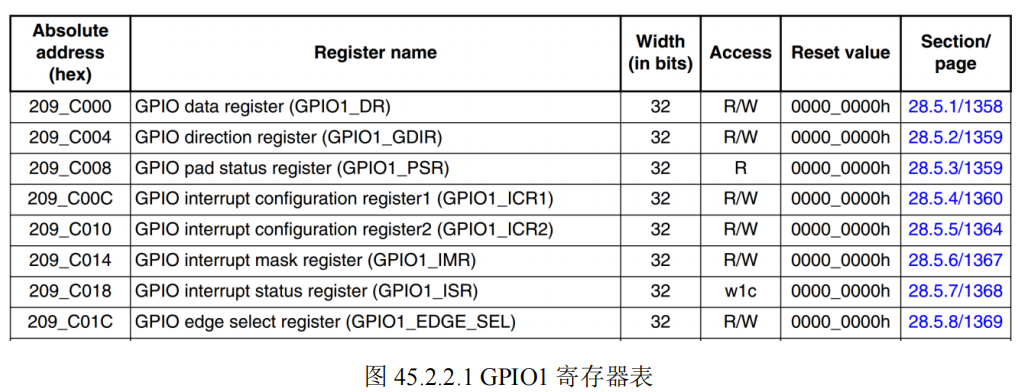 Absolute address (hex) Register name Width (in bits) Access Reset value Section/ page
209_C000 GPIO data register (GPIO1_DR) 32 R/W 0000_0000h 28.5.1/1358
209_C004 GPIO direction register (GPIO1_GDIR) 32 R/W 0000_0000h 28.5.2/1359
209_C008 GPIO pad status register (GPIO1_PSR) 32 R 0000_0000h 28.5.3/1359
209_C00C GPIO interrupt configuration register1 (GPIO1_ICR1) 32 R/W 0000_0000h 28.5.4/1360
209_C010 GPIO interrupt configuration register2 (GPIO1_ICR2) 32 R/W 0000_0000h 28.5.5/1364
209_C014 GPIO interrupt mask register (GPIO1_IMR) 32 R/W 0000_0000h 28.5.6/1367
209_C018 GPIO interrupt status register (GPIO1_ISR) 32 w1c 0000_0000h 28.5.7/1368
209_C01C GPIO edge select register (GPIO1_EDGE_SEL) 32 R/W 0000_0000h 28.5.8/1369
图 45.2.2.1 GPIO1 寄存器表